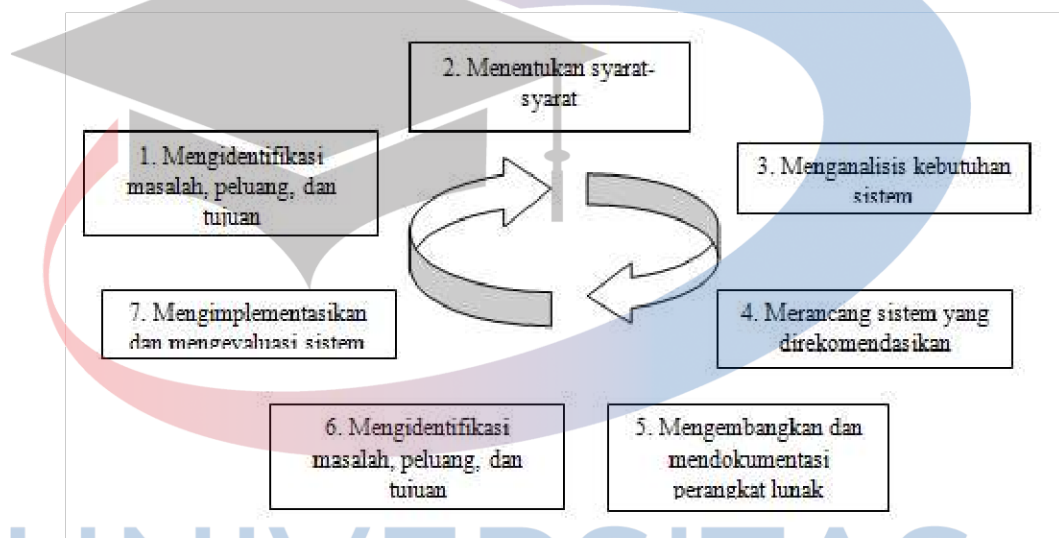 2. Menentukan syarat-
syarat
1. Mengidentifikasi
masalah, peluang, dan
tujuan
3. Menganalisis kebutuhan
sistem
7. Mengimplementasikan
dan mengevaluasi sistem
4. Merancang sistem yang
direkomendasikan
6. Mengidentifikasi
masalah, peluang, dan
tujuan
5. Mengembangkan dan
mendokumentasi
perangkat lunak
UNIVERSITAS